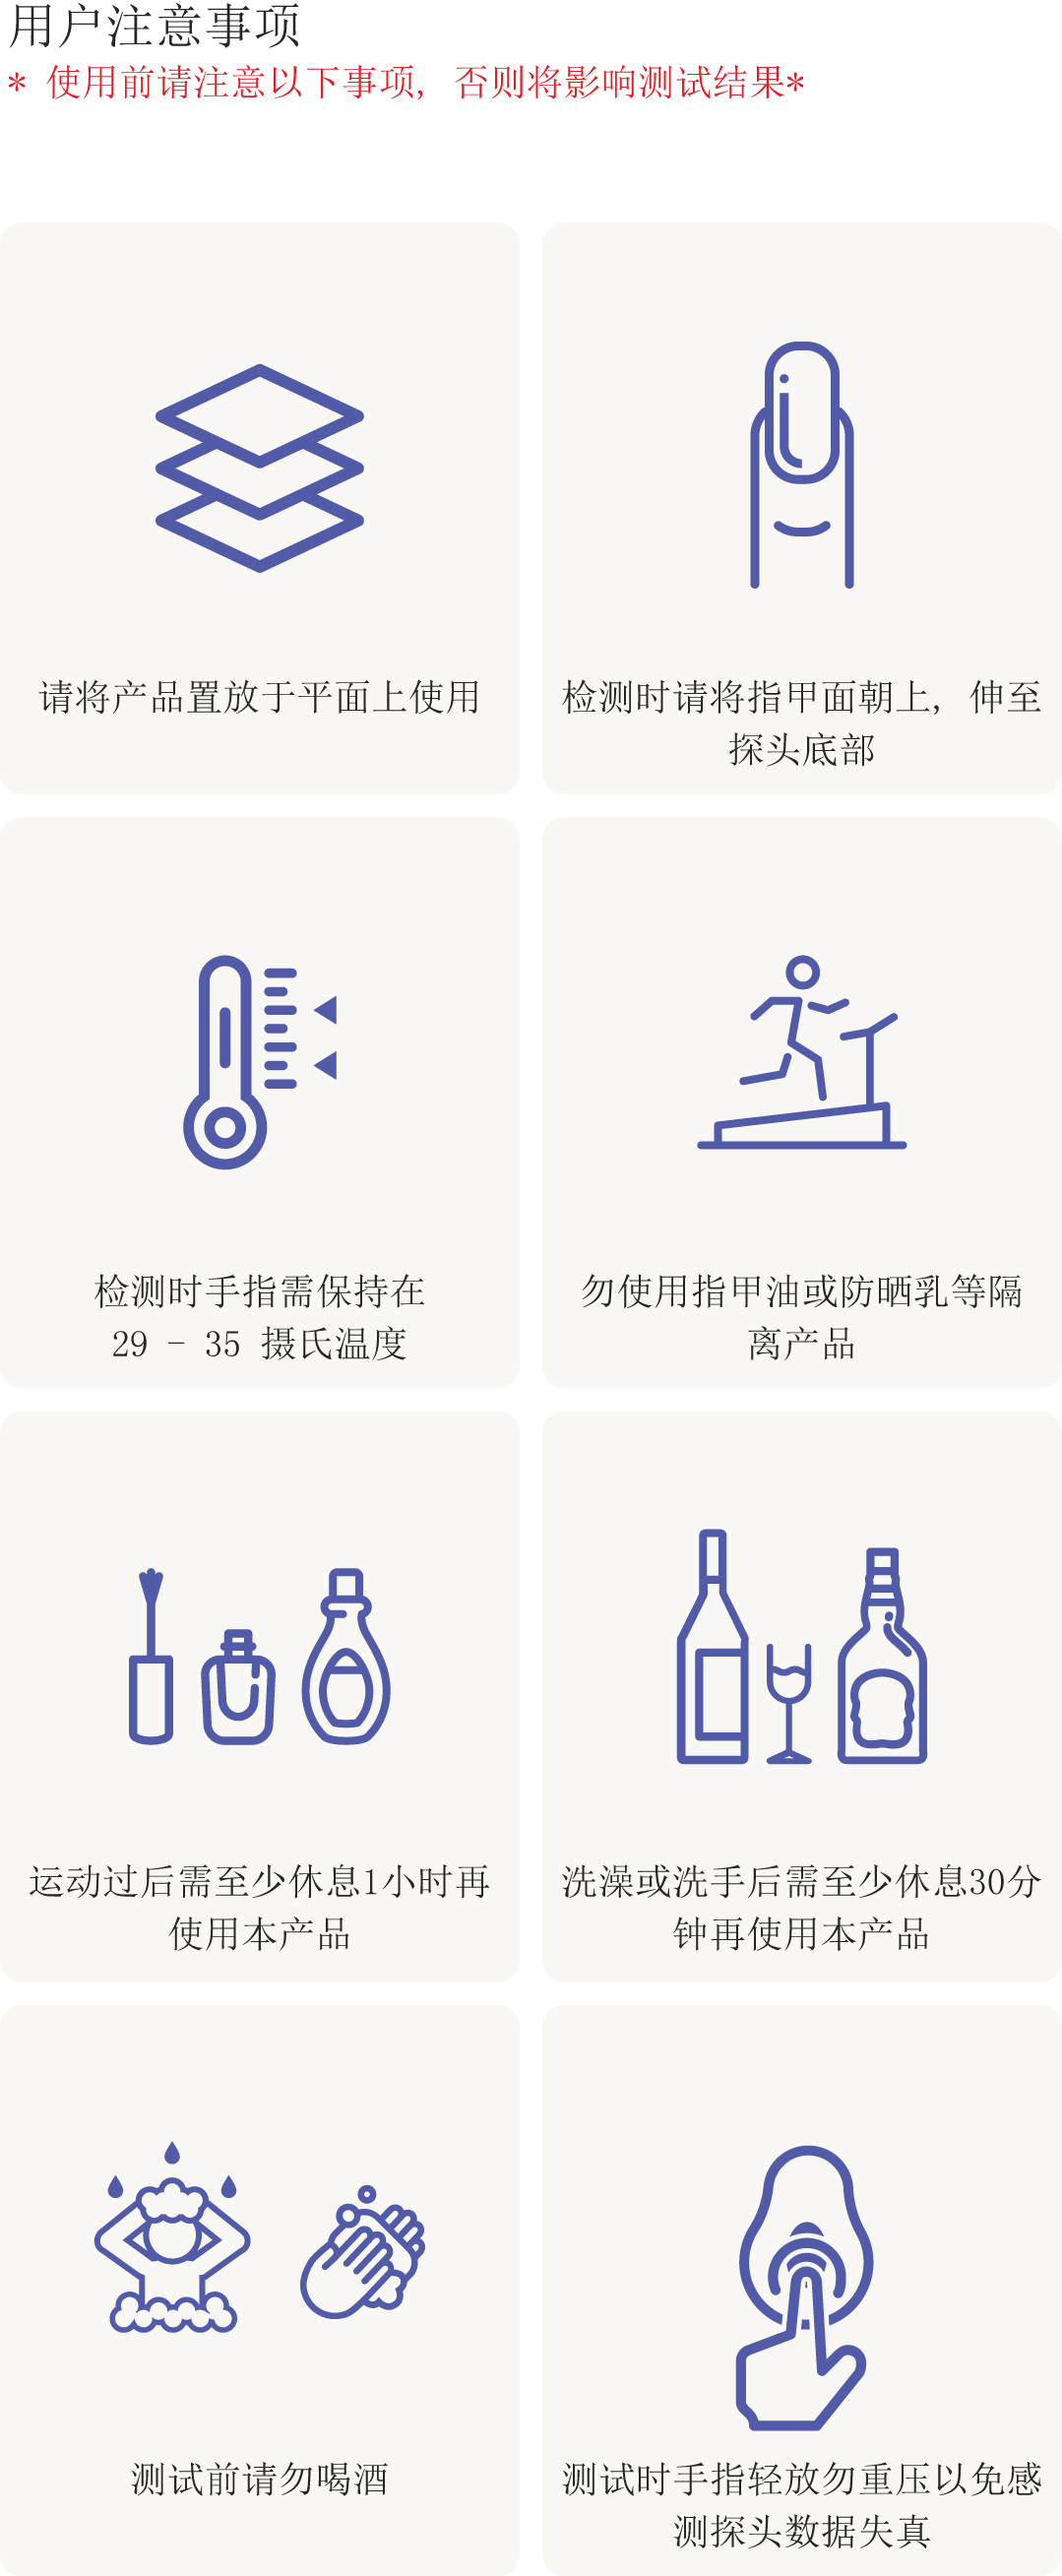 用户注意事项
* 使用前请注意以下事项, 否则将影响测试结果*
请将产品置放于平面上使用
检测时请将指甲面朝上, 伸至
探头底部
检测时手指需保持在
29 - 35 摄氏温度
勿使用指甲油或防晒乳等隔
离产品
运动过后需至少休息1小时再
使用本产品
洗澡或洗手后需至少休息30分
钟再使用本产品
测试前请勿喝酒
测试时手指轻放勿重压以免感
测探头数据失真